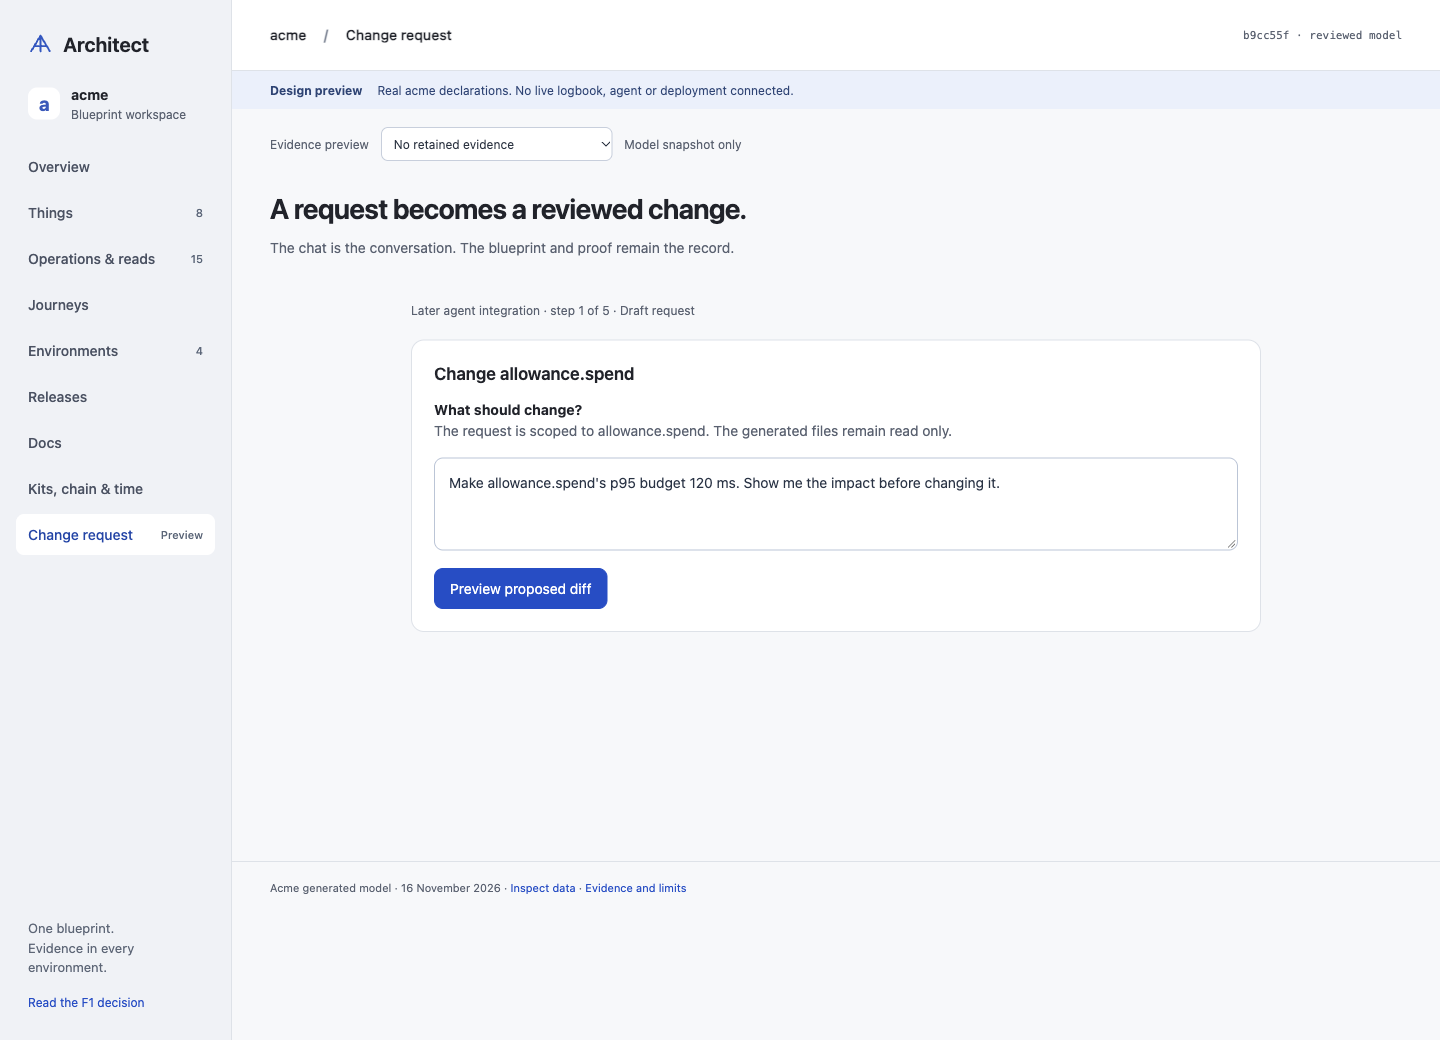 Architect
a
acme
Blueprint workspace
Overview
Things 8
Operations & reads 15
Journeys
Environments 4
Releases
Docs
Kits, chain & time
Change request Preview
One blueprint.
Evidence in every
environment.
Read the F1 decision
acme / Change request
b9cc55f · reviewed model
Design preview Real acme declarations. No live logbook, agent or deployment connected.
Evidence preview No retained evidence Model snapshot only
A request becomes a reviewed change.
The chat is the conversation. The blueprint and proof remain the record.
Later agent integration · step 1 of 5 · Draft request
Change allowance.spend
What should change?
The request is scoped to allowance.spend. The generated files remain read only.
Make allowance.spend's p95 budget 120 ms. Show me the impact before changing it.
Preview proposed diff
Acme generated model · 16 November 2026 · Inspect data · Evidence and limits